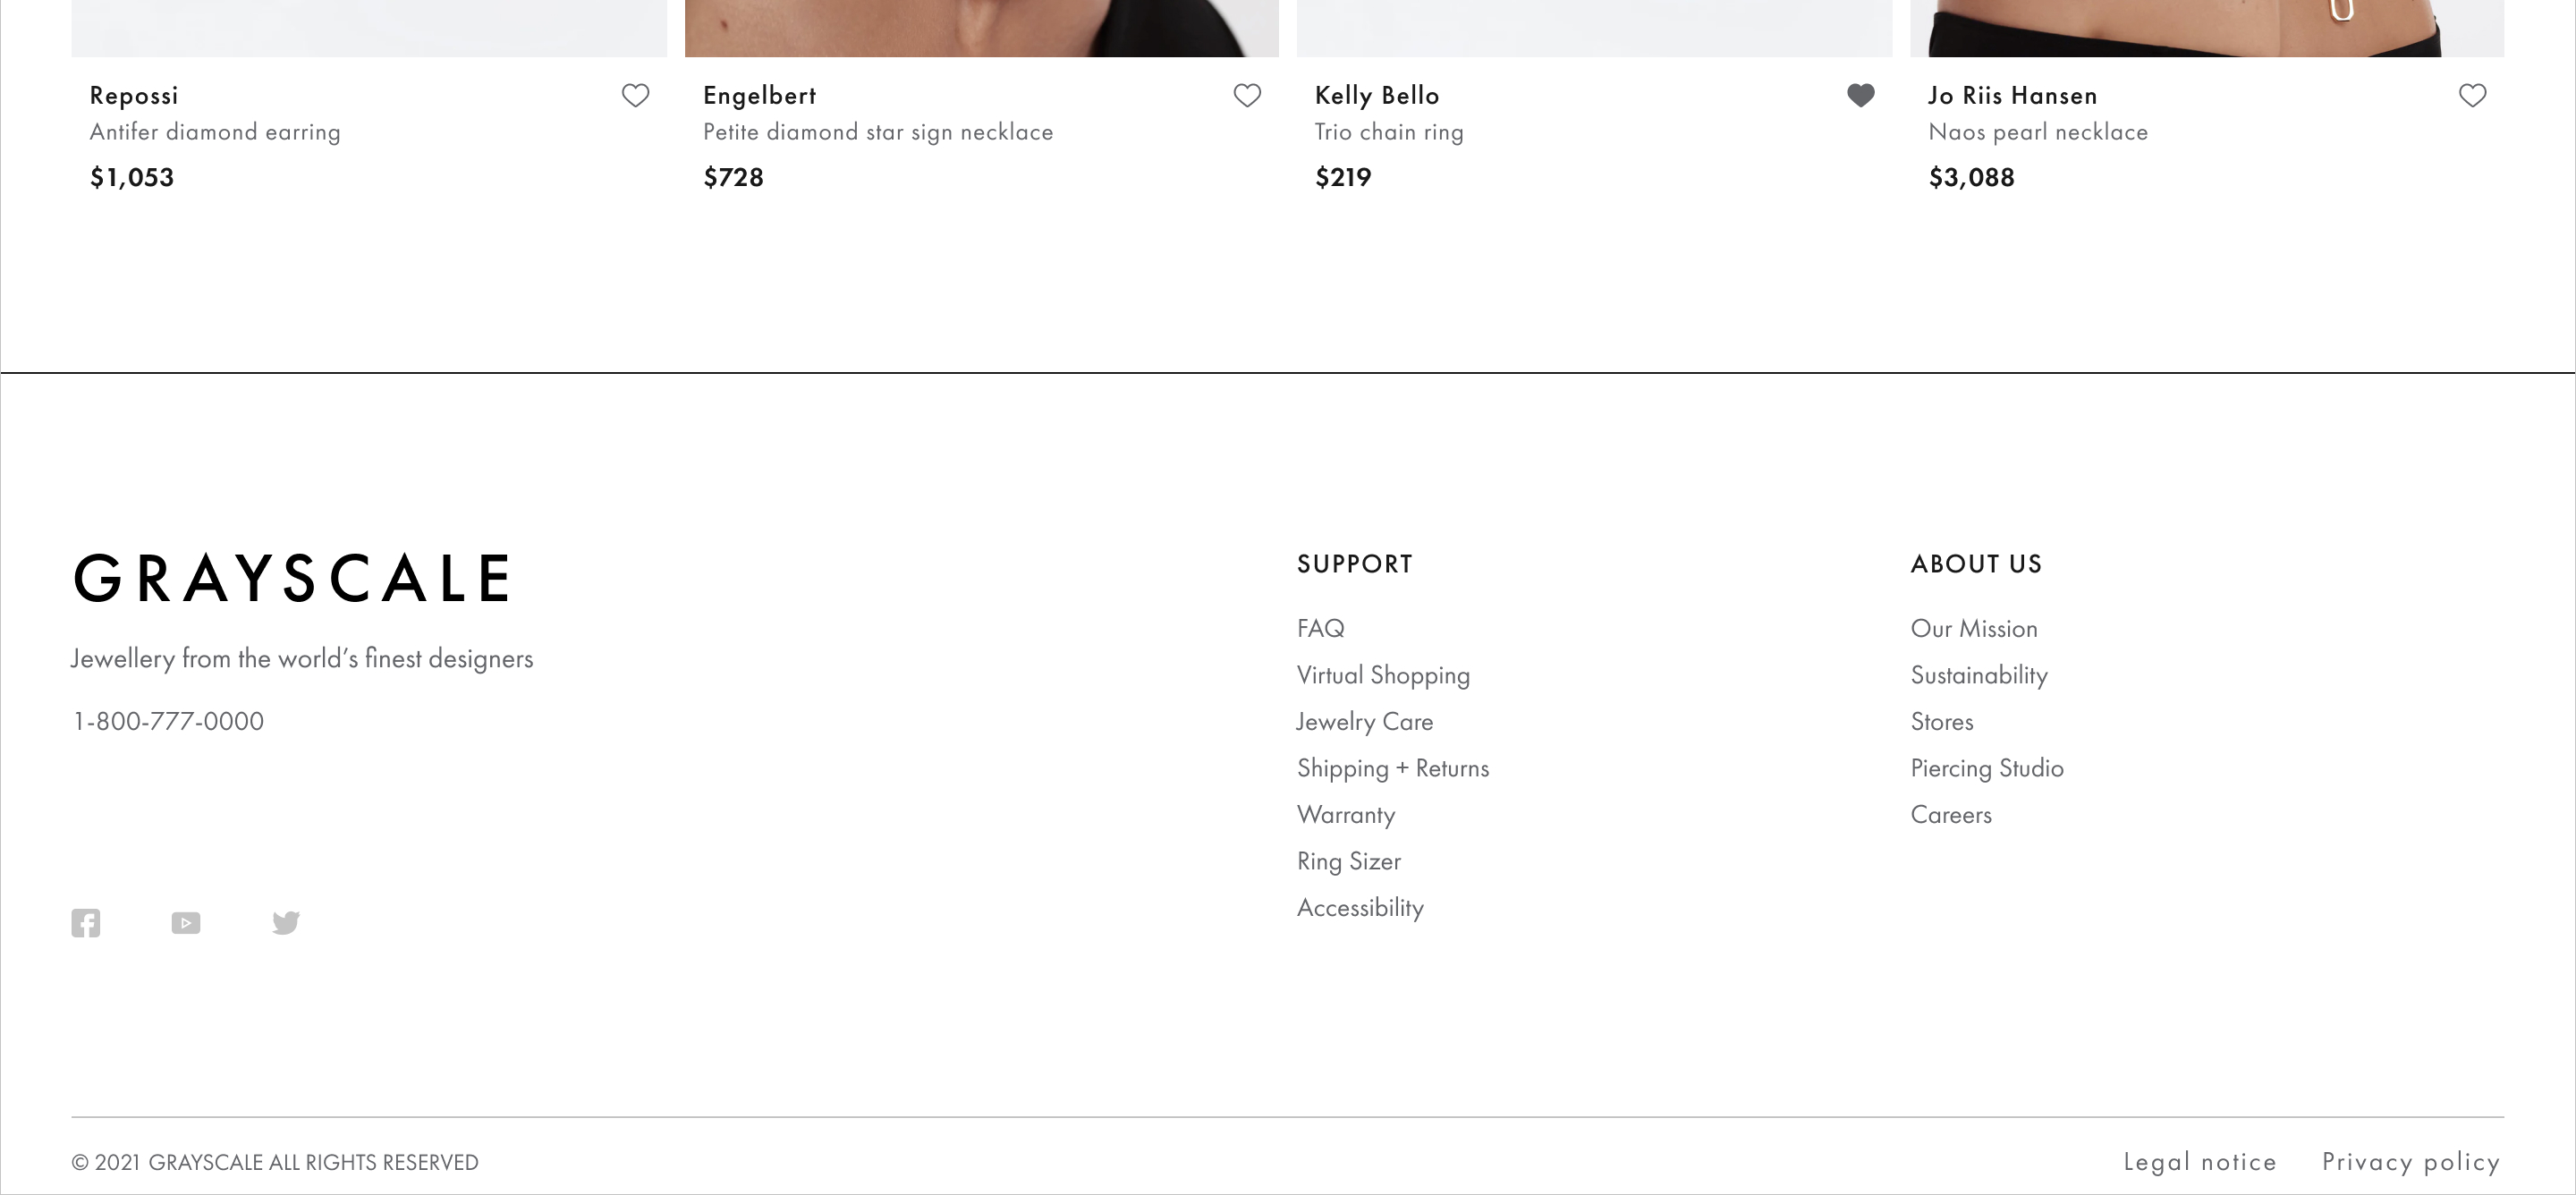 Repossi
Antifer diamond earring
$1,053
Engelbert
Petite diamond star sign necklace
$728
Kelly Bello
Trio chain ring
$219
Jo Riis Hansen
Naos pearl necklace
$3,088
GRAYSCALE
Jewellery from the world’s finest designers
1-800-777-0000
SUPPORT
FAQ
Virtual Shopping
Jewelry Care
Shipping + Returns
Warranty
Ring Sizer
Accessibility
ABOUT US
Our Mission
Sustainability
Stores
Piercing Studio
Careers
© 2021 GRAYSCALE ALL RIGHTS RESERVED
Legal notice
Privacy policy